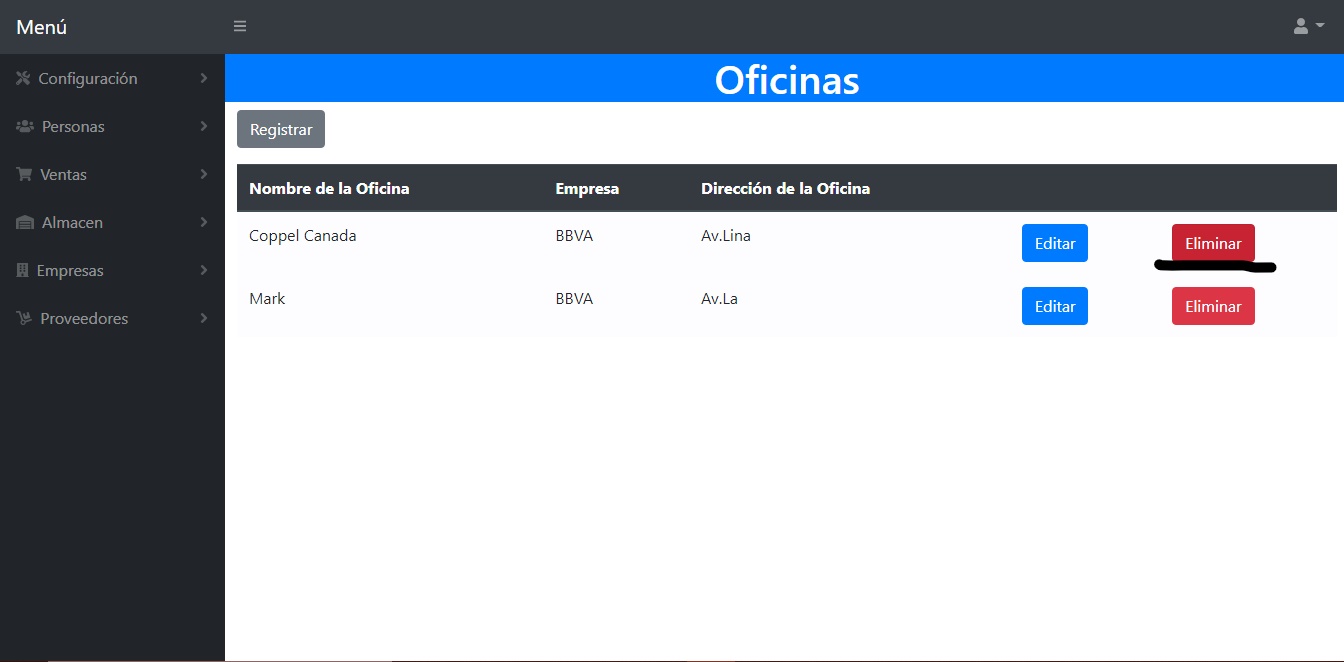 Menú
Configuración
Personas
Ventas
Almacen
Empresas
Proveedores
Oficinas
Registrar
Nombre de la Oficina Empresa Dirección de la Oficina
Coppel Canada BBVA Av.Lina Editar Eliminar
Mark BBVA Av.La Editar Eliminar